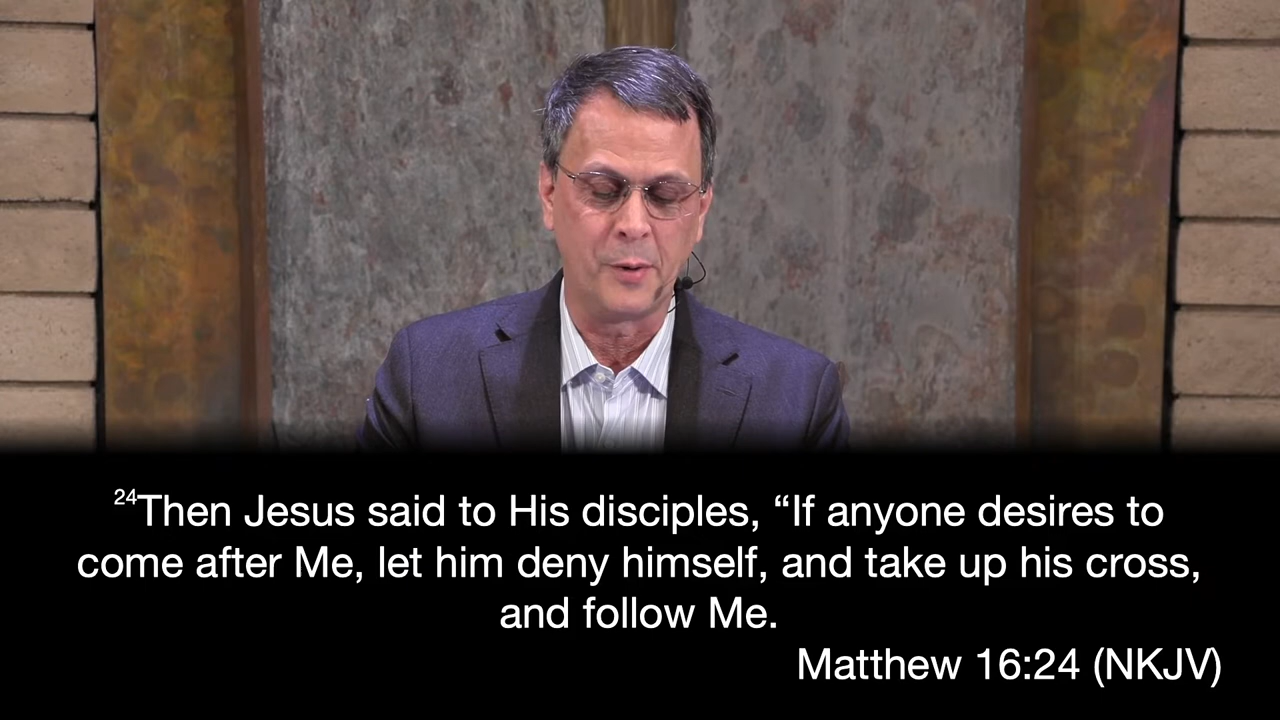 24Then Jesus said to His disciples, “If anyone desires to
come after Me, let him deny himself, and take up his cross,
and follow Me.
Matthew 16:24 (NKJV)